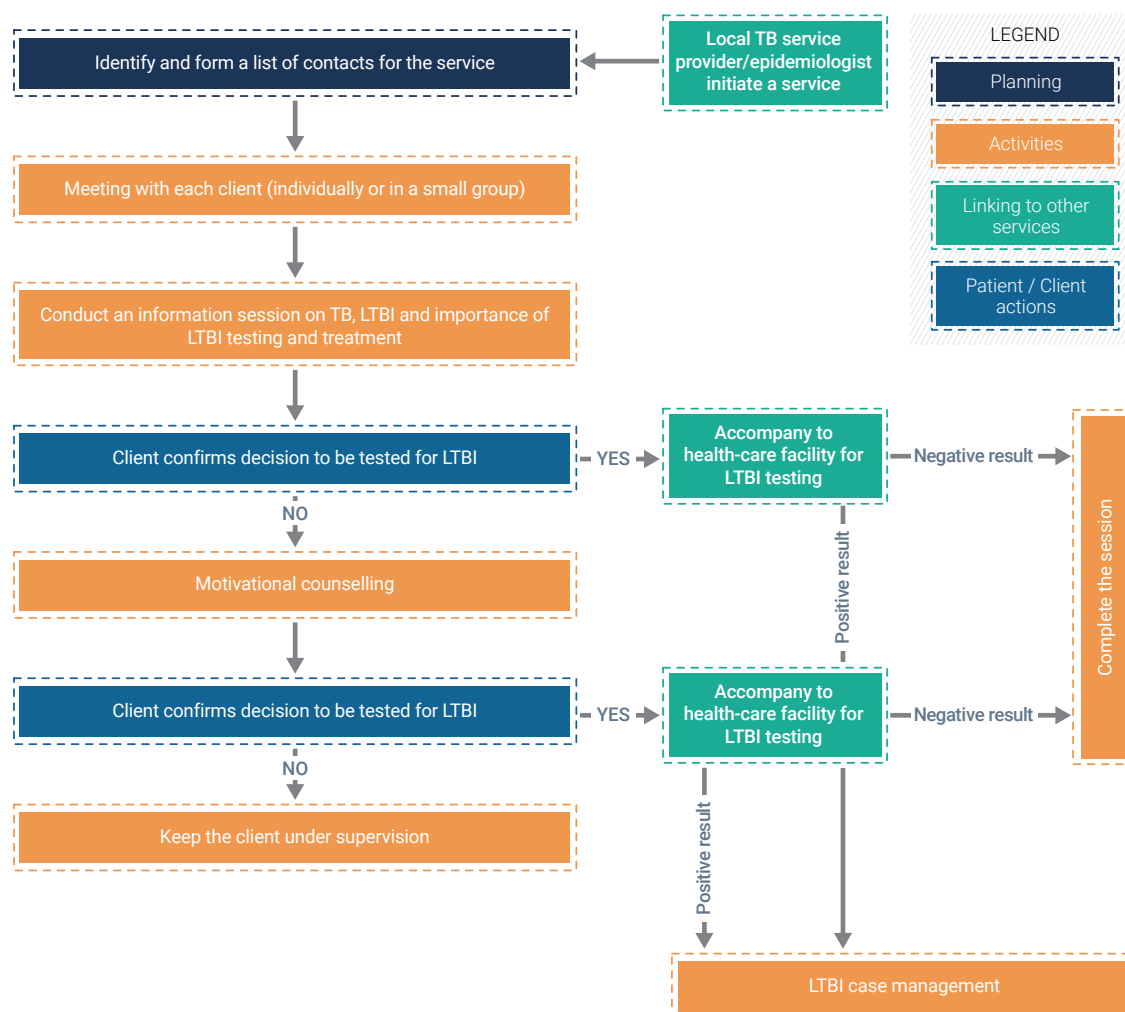 Identify and form a list of contacts for the service
Local TB service
provider/epidemiologist
initiate a service
LEGEND
Planning
Activities
Linking to other
services
Patient / Client
actions
Meeting with each client (individually or in a small group)
Conduct an information session on TB, LTBI and importance of
LTBI testing and treatment
Client confirms decision to be tested for LTBI
YES
Accompany to
health-care facility for
LTBI testing
Negative result
NO
Positive result
Complete the session
Motivational counselling
Client confirms decision to be tested for LTBI
YES
Accompany to
health-care facility for
LTBI testing
Negative result
NO
Positive result
Keep the client under supervision
LTBI case management